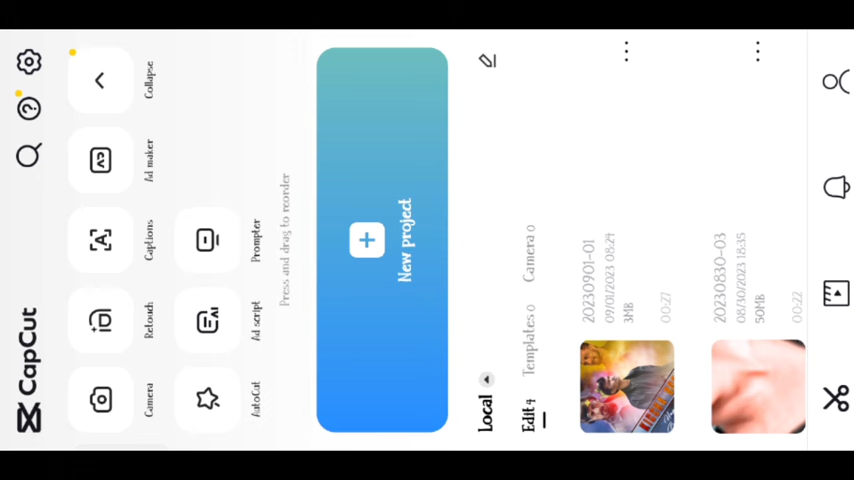 CapCut
Camera
Retouch
Captions
Ad maker
Collapse
AutoCut
Ad script
Prompter
Press and drag to reorder
New project
Local
Edit 4
Templates 0
Camera 0
20230901-01
09/01/2023 08:24
3MB
00:27
20230830-03
08/30/2023 18:35
50MB
00:22